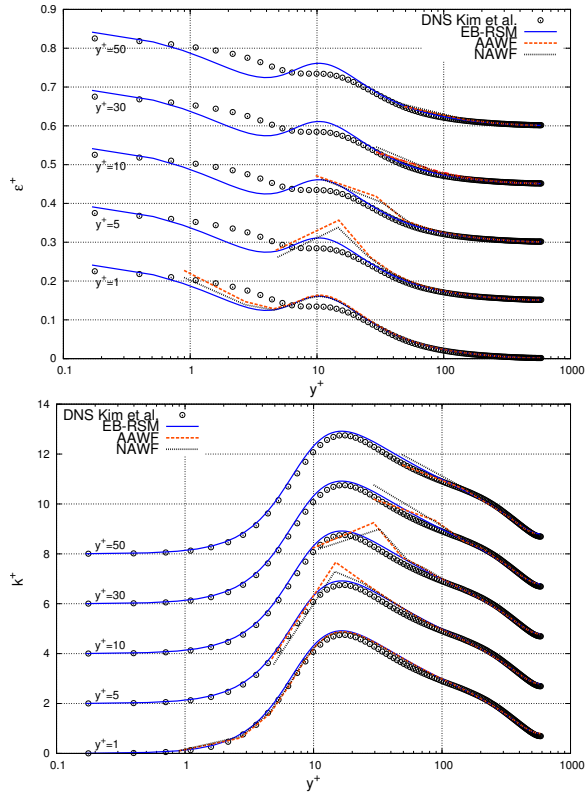 DNS Kim et al.
EB-RSM
AAWF
NAWF
0.9
0.8
0.7
0.6
0.5
0.4
0.3
0.2
0.1
0
ε+
y+=50
y+=30
y+=10
y+=5
y+=1
0.1
1
10
100
1000
y+
DNS Kim et al.
EB-RSM
AAWF
NAWF
14
12
10
8
6
4
2
0
k+
y+=50
y+=30
y+=10
y+=5
y+=1
0.1
1
10
100
1000
y+